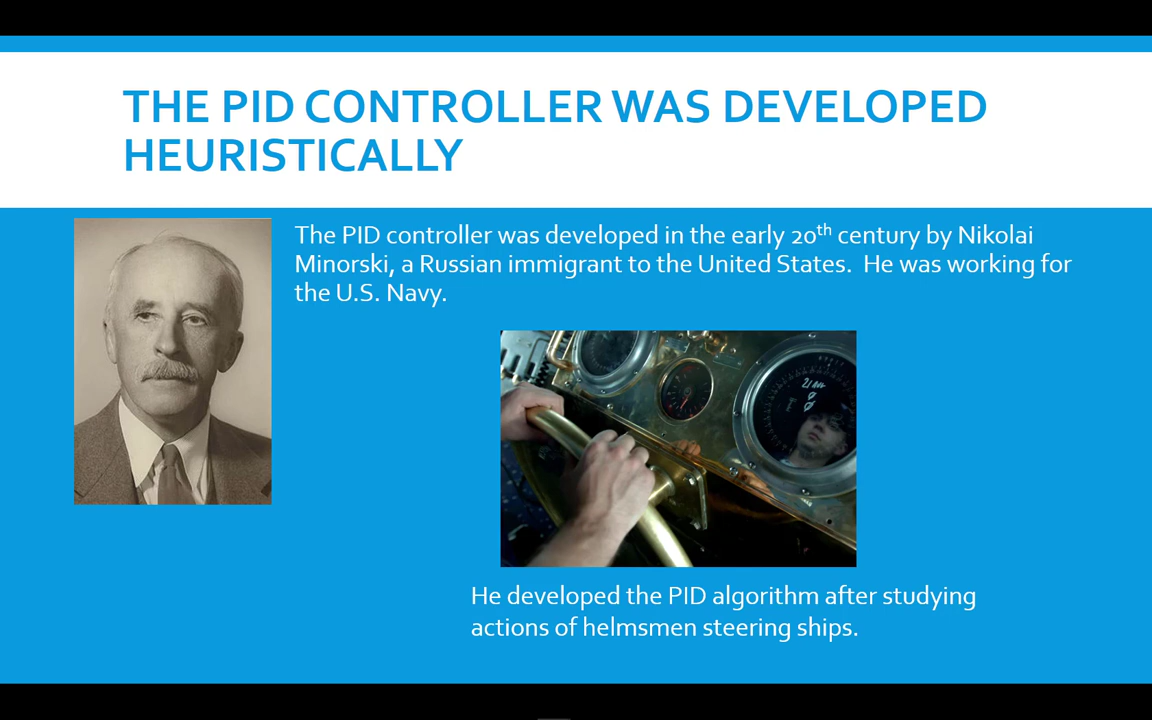 THE PID CONTROLLER WAS DEVELOPED
HEURISTICALLY
The PID controller was developed in the early 20th century by Nikolai
Minorski, a Russian immigrant to the United States. He was working for
the U.S. Navy.
He developed the PID algorithm after studying
actions of helmsmen steering ships.